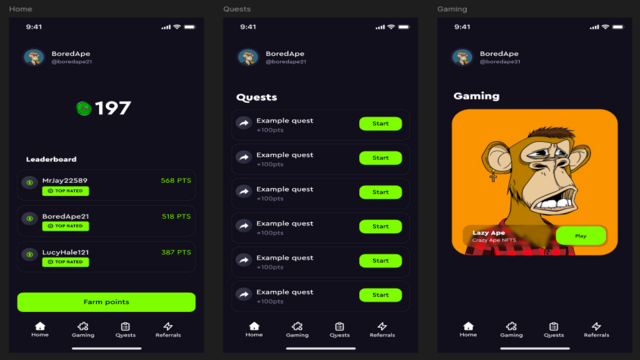 Home
9:41
BoredApe
@boredape21
197
Leaderboard
MrJay22589
TOP RATED
568 PTS
BoredApe21
TOP RATED
518 PTS
LucyHale121
TOP RATED
387 PTS
Farm points
Home
Gaming
Quests
Referrals
Quests
9:41
BoredApe
@boredape21
Quests
Example quest
+100pts
Start
Example quest
+100pts
Start
Example quest
+100pts
Start
Example quest
+100pts
Start
Example quest
+100pts
Start
Example quest
+100pts
Start
Home
Gaming
Quests
Referrals
Gaming
9:41
BoredApe
@boredape21
Gaming
Lazy Ape
Crazy Ape NFTS
Play
Home
Gaming
Quests
Referrals